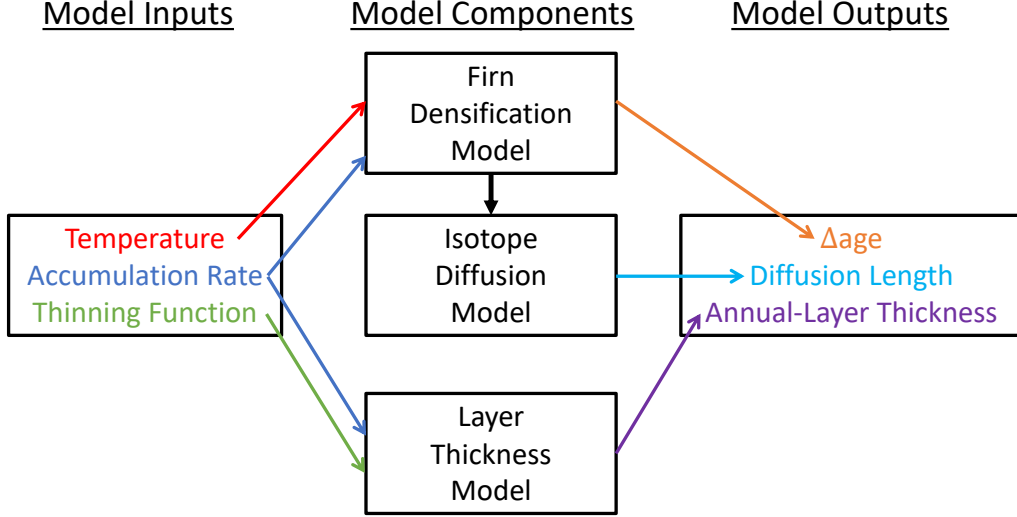 Model Inputs
Model Components
Model Outputs
Firn
Densification
Model
Temperature
Accumulation Rate
Thinning Function
Isotope
Diffusion
Model
Δage
Diffusion Length
Annual-Layer Thickness
Layer
Thickness
Model